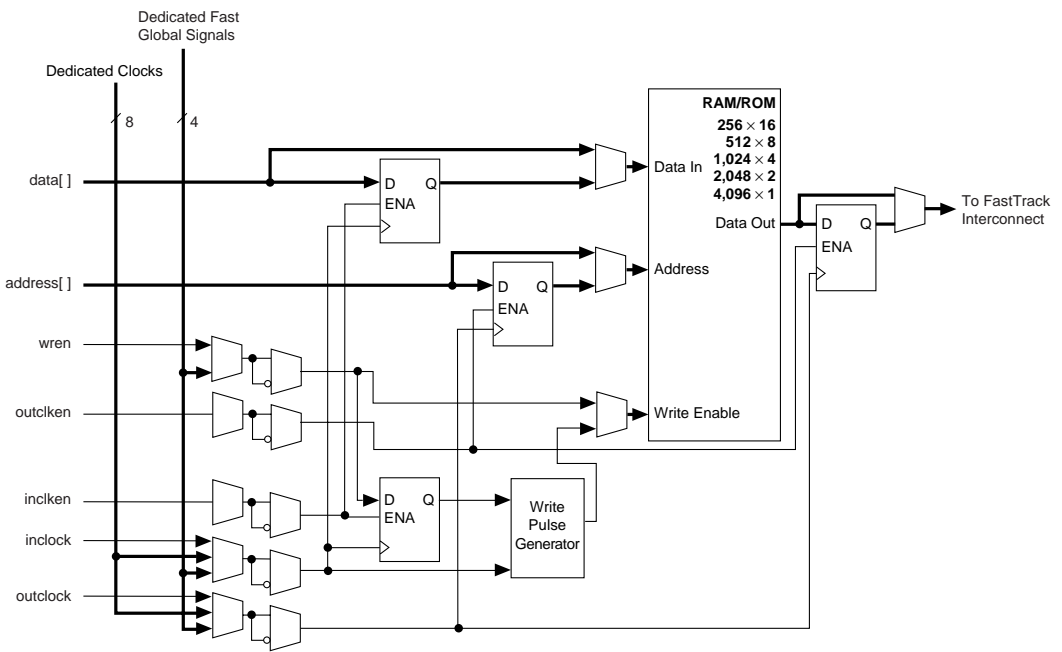 Dedicated Fast
Global Signals
Dedicated Clocks
8
4
RAM/ROM
256 × 16
512 × 8
1,024 × 4
2,048 × 2
4,096 × 1
data[ ]
D Q
ENA
Data In
Data Out
D Q
ENA
To FastTrack
Interconnect
address[ ]
D Q
ENA
Address
wren
outclken
Write Enable
inclken
D Q
ENA
Write
Pulse
Generator
inclock
outclock